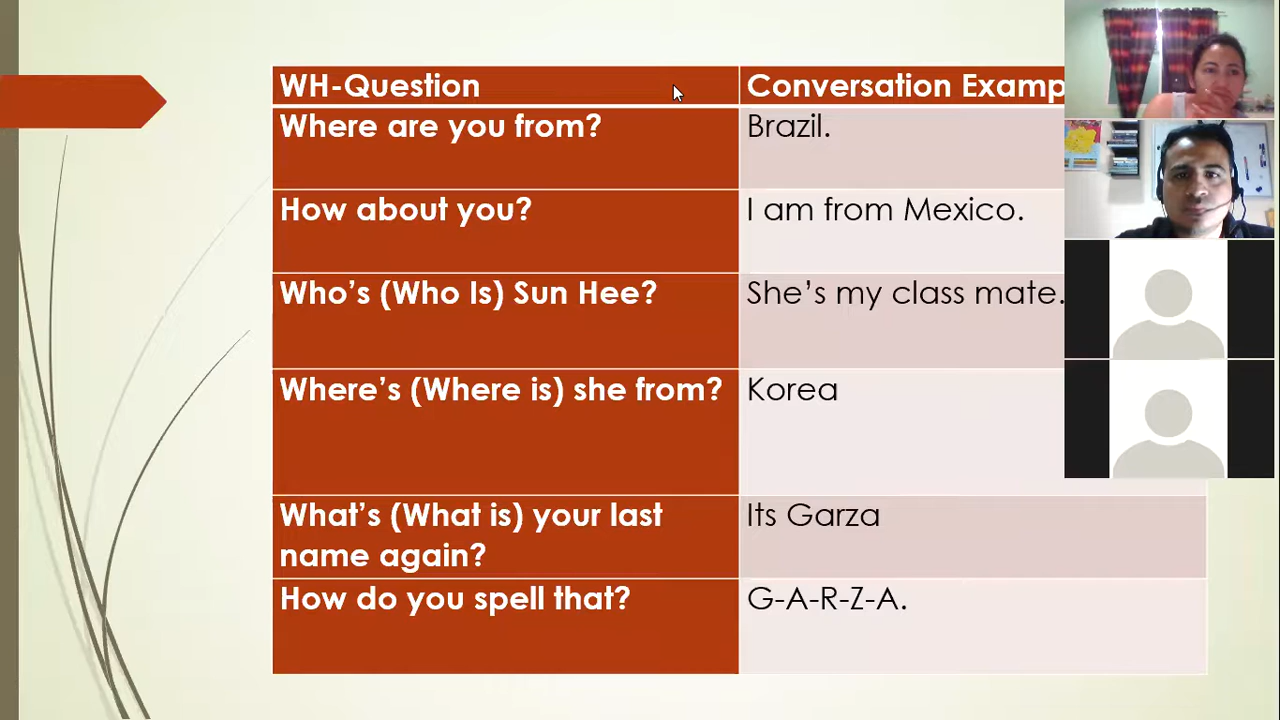 WH-Question
Conversation Examp
Where are you from?
Brazil.
How about you?
I am from Mexico.
Who’s (Who Is) Sun Hee?
She’s my class mate.
Where’s (Where is) she from?
Korea
What’s (What is) your last
name again?
Its Garza
How do you spell that?
G-A-R-Z-A.